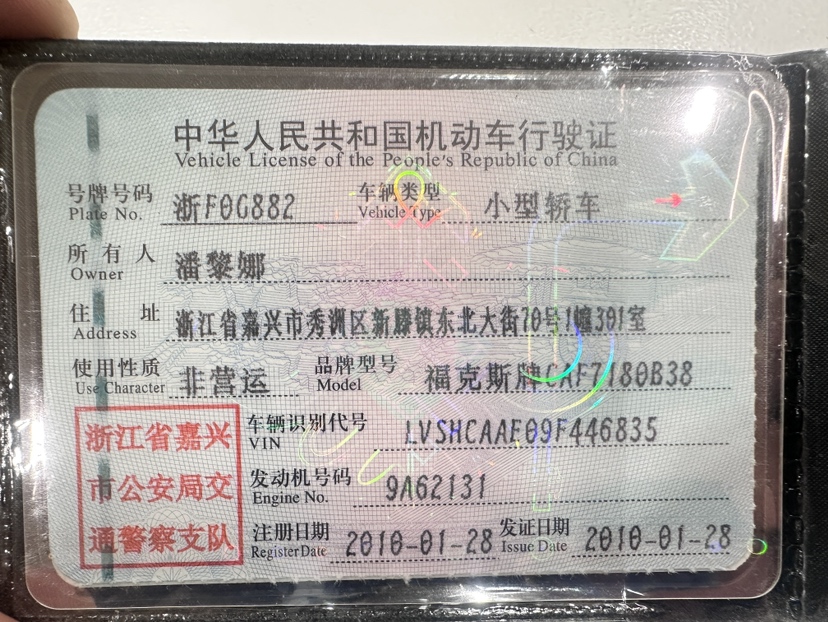 中华人民共和国机动车行驶证
Vehicle License of the People's Republic of China
号牌号码 浙F0G882 车辆类型 小型轿车
Plate No. Vehicle Type
所有人 潘黎娜
Owner
住址 浙江省嘉兴市秀洲区新塍镇东北大街70号1幢301室
Address
使用性质 非营运 品牌型号 福克斯牌CAF7180B38
Use Character Model
浙江省嘉兴 车辆识别代号 LVSHCAAE09F446835
VIN
市公安局交 发动机号码 9A62131
Engine No.
通警察支队 注册日期 2010-01-28 发证日期 2010-01-28
Register Date Issue Date